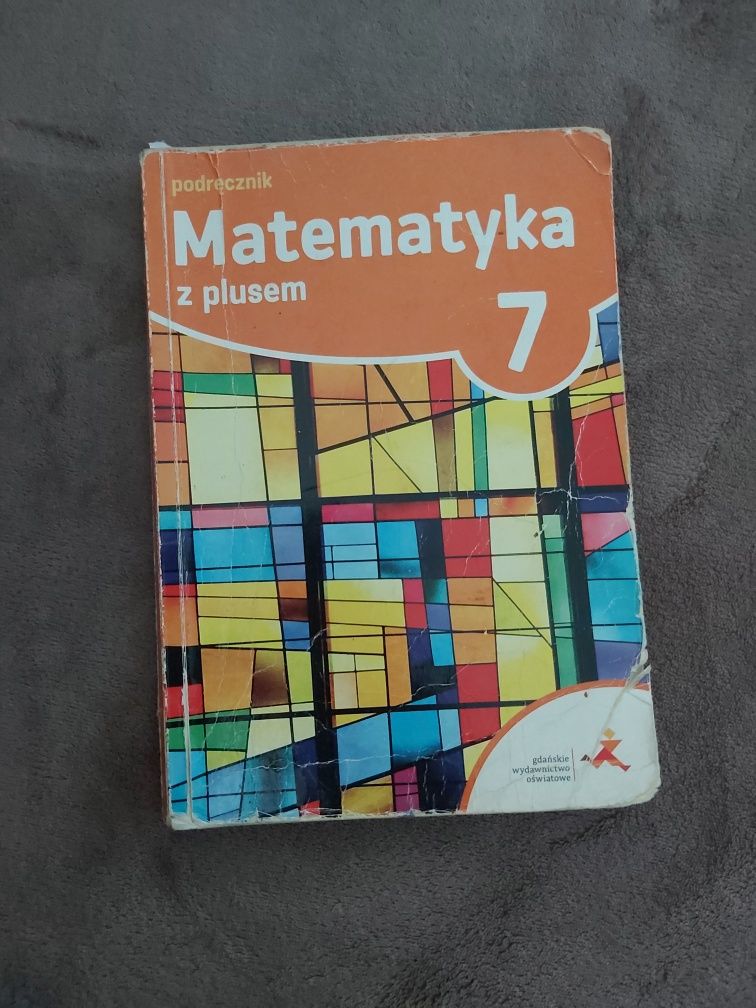 podręcznik
Matematyka
z plusem
7
gdańskie
wydawnictwo
oświatowe